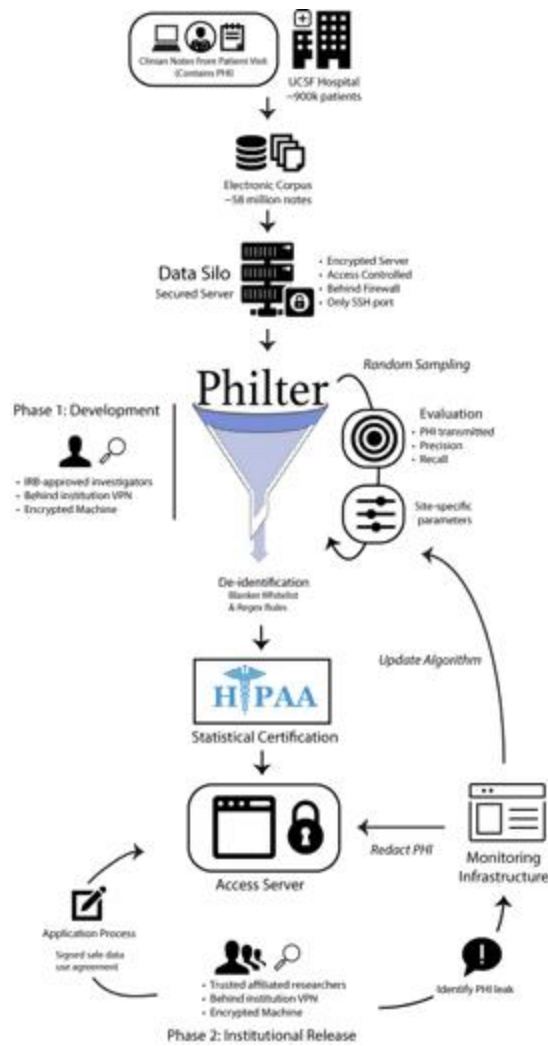 Clinian Notes from Patient Visit
(Contains PHI)
UCSF Hospital
~900k patients
Electronic Corpus
~58 million notes
Data Silo
Secured Server
• Encrypted Server
• Access Controlled
• Behind Firewall
• Only SSH port
Philter
Random Sampling
Phase 1: Development
• IRB-approved investigators
• Behind institution VPN
• Encrypted Machine
Evaluation
• PHI transmitted
• Precision
• Recall
Site-specific
parameters
De-identification
Blanket Whitelist
& Regex Rules
Update Algorithm
HIPAA
Statistical Certification
Access Server
Redact PHI
Monitoring
Infrastructure
Application Process
Signed safe data
use agreement
• Trusted affiliated researchers
• Behind institution VPN
• Encrypted Machine
Identify PHI leak
Phase 2: Institutional Release